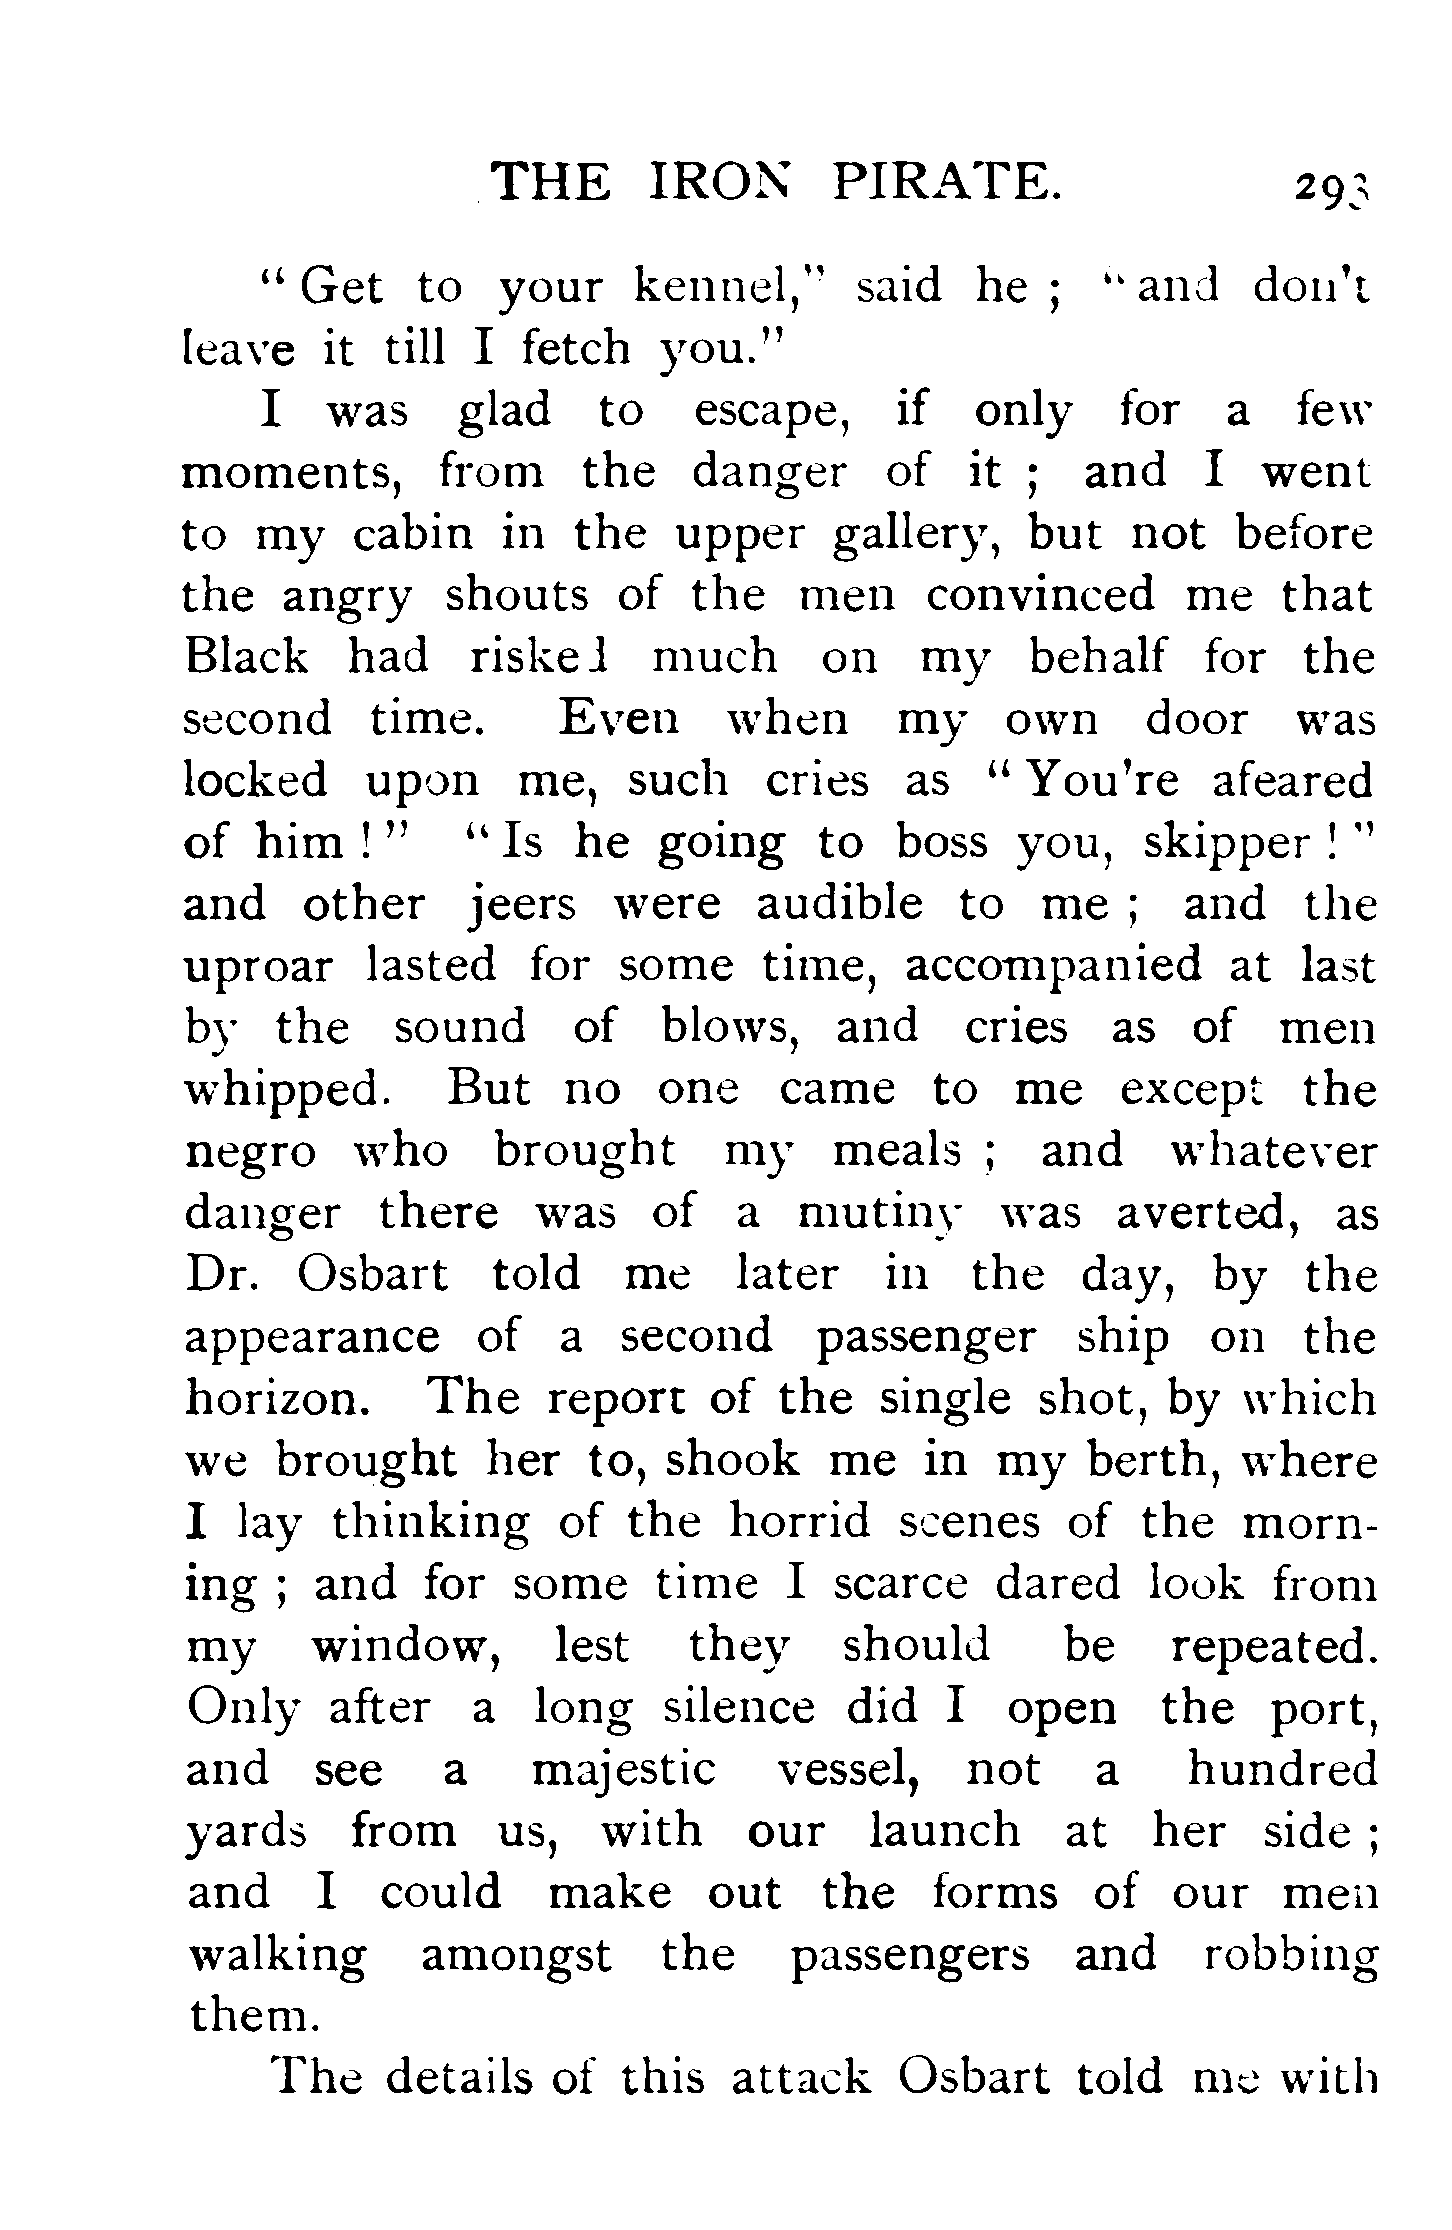 THE IRON PIRATE. 293
"Get to your kennel," said he; "and don't
leave it till I fetch you."
I was glad to escape, if only for a few
moments, from the danger of it; and I went
to my cabin in the upper gallery, but not before
the angry shouts of the men convinced me that
Black had risked much on my behalf for the
second time. Even when my own door was
locked upon me, such cries as "You're afeared
of him!" "Is he going to boss you, skipper!"
and other jeers were audible to me; and the
uproar lasted for some time, accompanied at last
by the sound of blows, and cries as of men
whipped. But no one came to me except the
negro who brought my meals; and whatever
danger there was of a mutiny was averted, as
Dr. Osbart told me later in the day, by the
appearance of a second passenger ship on the
horizon. The report of the single shot, by which
we brought her to, shook me in my berth, where
I lay thinking of the horrid scenes of the morn-
ing; and for some time I scarce dared look from
my window, lest they should be repeated.
Only after a long silence did I open the port,
and see a majestic vessel, not a hundred
yards from us, with our launch at her side;
and I could make out the forms of our men
walking amongst the passengers and robbing
them.
The details of this attack Osbart told me with